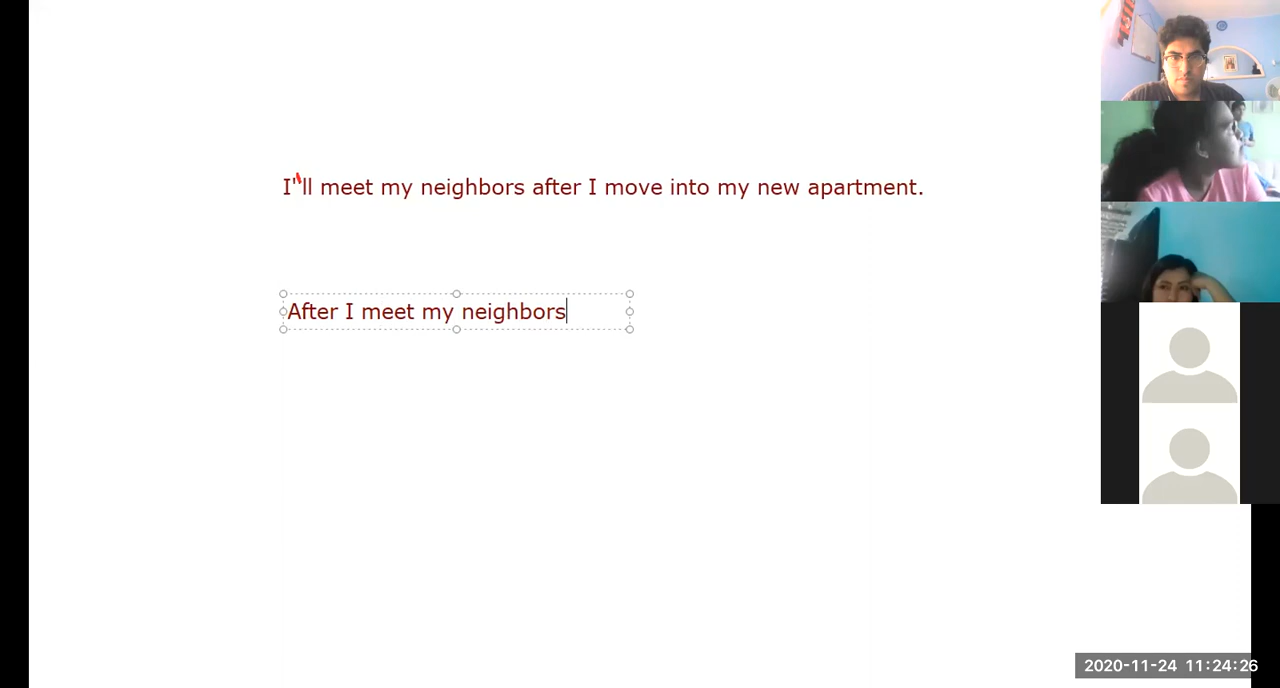 I'll meet my neighbors after I move into my new apartment.
After I meet my neighbors
2020-11-24 11:24:26